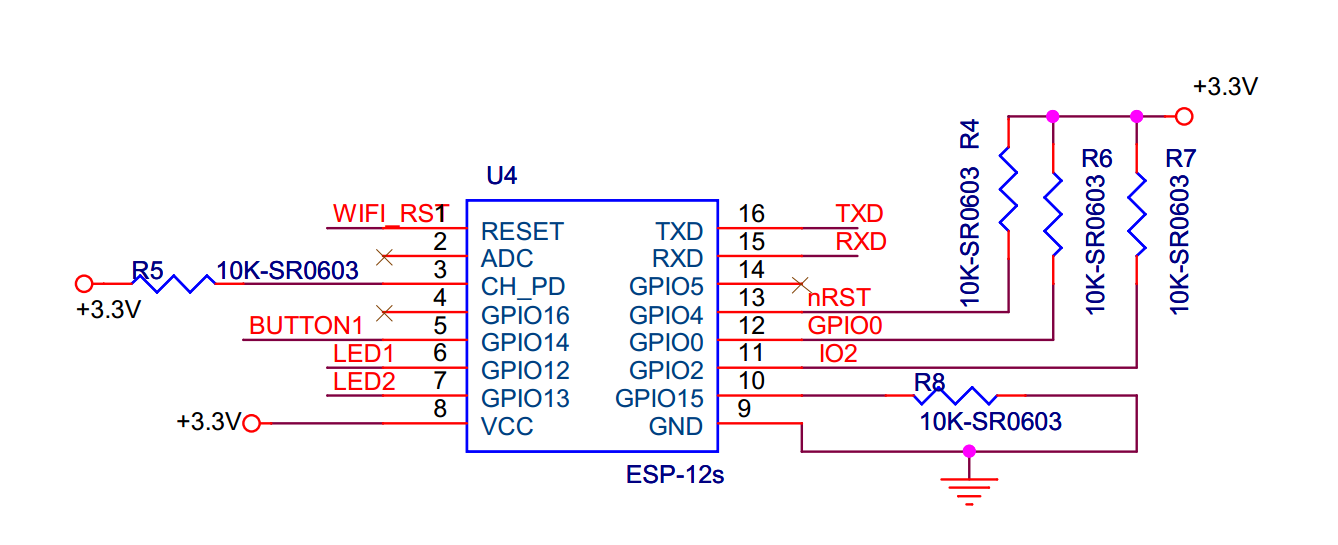 +3.3V
U4
R4
10K-SR0603
R6
10K-SR0603
R7
10K-SR0603
WIFI_RST
1
RESET
TXD
16
TXD
2
ADC
RXD
15
RXD
R5
10K-SR0603
+3.3V
3
CH_PD
GPIO5
14
4
GPIO16
GPIO4
13
nRST
BUTTON1
5
GPIO14
GPIO0
12
GPIO0
LED1
6
GPIO12
GPIO2
11
IO2
LED2
7
GPIO13
GPIO15
10
R8
10K-SR0603
+3.3V
8
VCC
GND
9
ESP-12s